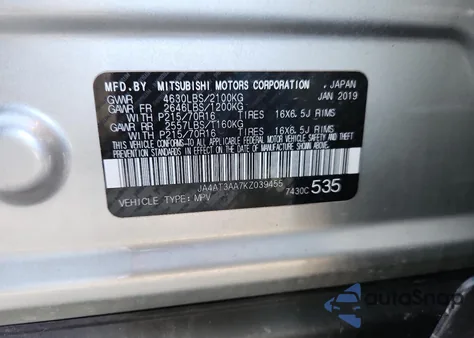 MFD.BY MITSUBISHI MOTORS CORPORATION . JAPAN
GVWR 4630LBS/2100KG JAN 2019
GAWR FR 2646LBS/1200KG
WITH P215/70R16 TIRES 16X6.5J RIMS
GAWR RR 2557LBS/1160KG
WITH P215/70R16 TIRES 16X6.5J RIMS
THIS VEHICLE CONFORMS TO ALL APPLICABLE FEDERAL MOTOR VEHICLE SAFETY AND
THEFT PREVENTION STANDARDS IN EFFECT ON THE DATE OF MANUFACTURE SHOWN ABOVE.
JA4AT3AA7KZ039455
VEHICLE TYPE: MPV 7430C 535
autoSnap